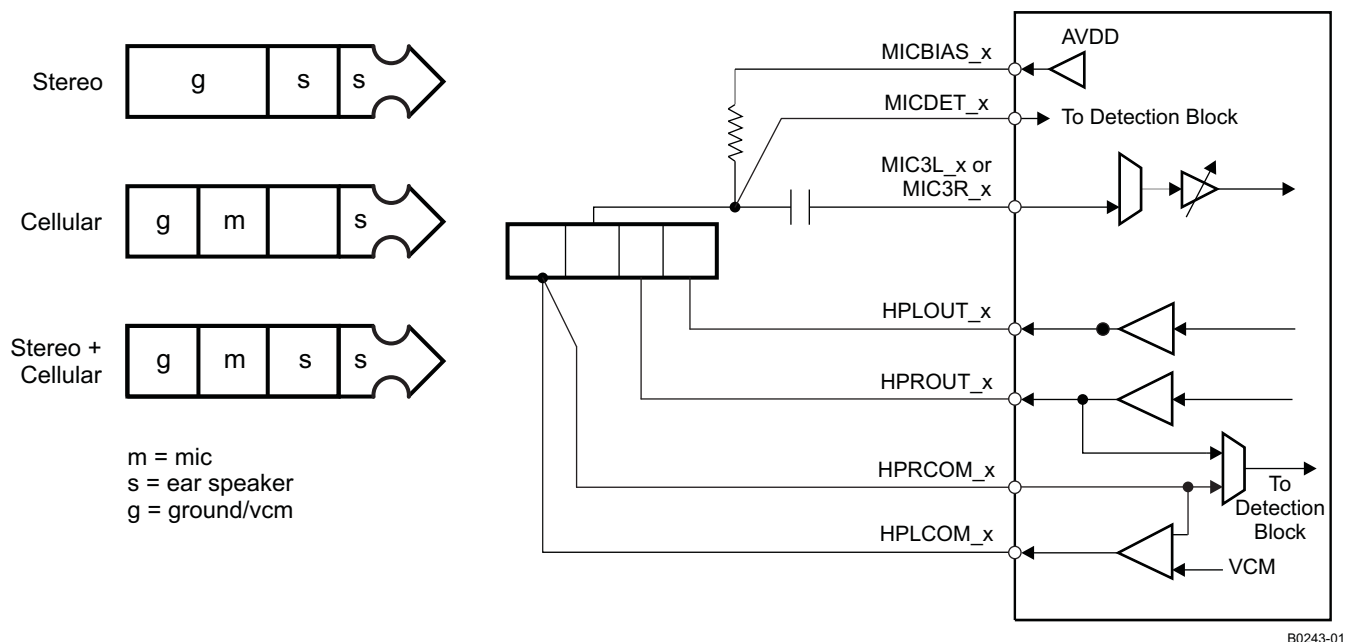 Stereo
g
s
s
Cellular
g
m
s
Stereo +
Cellular
g
m
s
s
m = mic
s = ear speaker
g = ground/vcm
MICBIAS_x
AVDD
MICDET_x
To Detection Block
MIC3L_x or
MIC3R_x
HPLOUT_x
HPROUT_x
HPRCOM_x
To
Detection
Block
HPLCOM_x
VCM
B0243-01